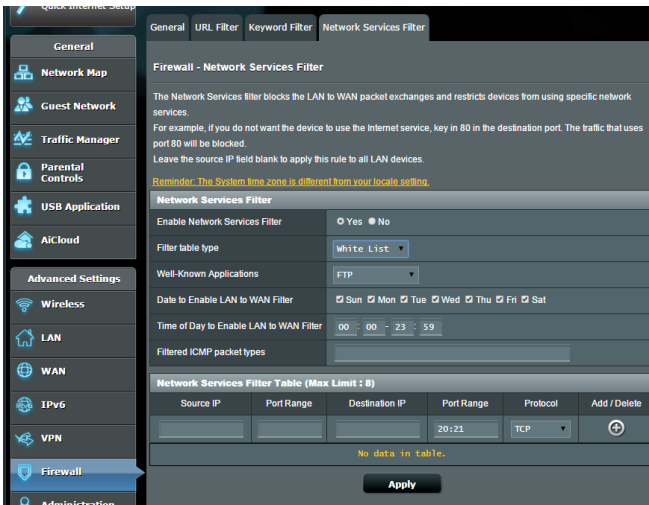 Quick Internet Setup
General
Network Map
Guest Network
Traffic Manager
Parental
Controls
USB Application
AiCloud
Advanced Settings
Wireless
LAN
WAN
IPv6
VPN
Firewall
Administration
General URL Filter Keyword Filter Network Services Filter
Firewall - Network Services Filter
The Network Services filter blocks the LAN to WAN packet exchanges and restricts devices from using specific network
services.
For example, if you do not want the device to use the Internet service, key in 80 in the destination port. The traffic that uses
port 80 will be blocked.
Leave the source IP field blank to apply this rule to all LAN devices.
Reminder: The System time zone is different from your locale setting.
Network Services Filter
Enable Network Services Filter Yes No
Filter table type White List
Well-Known Applications FTP
Date to Enable LAN to WAN Filter Sun Mon Tue Wed Thu Fri Sat
Time of Day to Enable LAN to WAN Filter 00 : 00 - 23 : 59
Filtered ICMP packet types
Network Services Filter Table (Max Limit : 8)
Source IP Port Range Destination IP Port Range Protocol Add / Delete
20:21 TCP
No data in table.
Apply